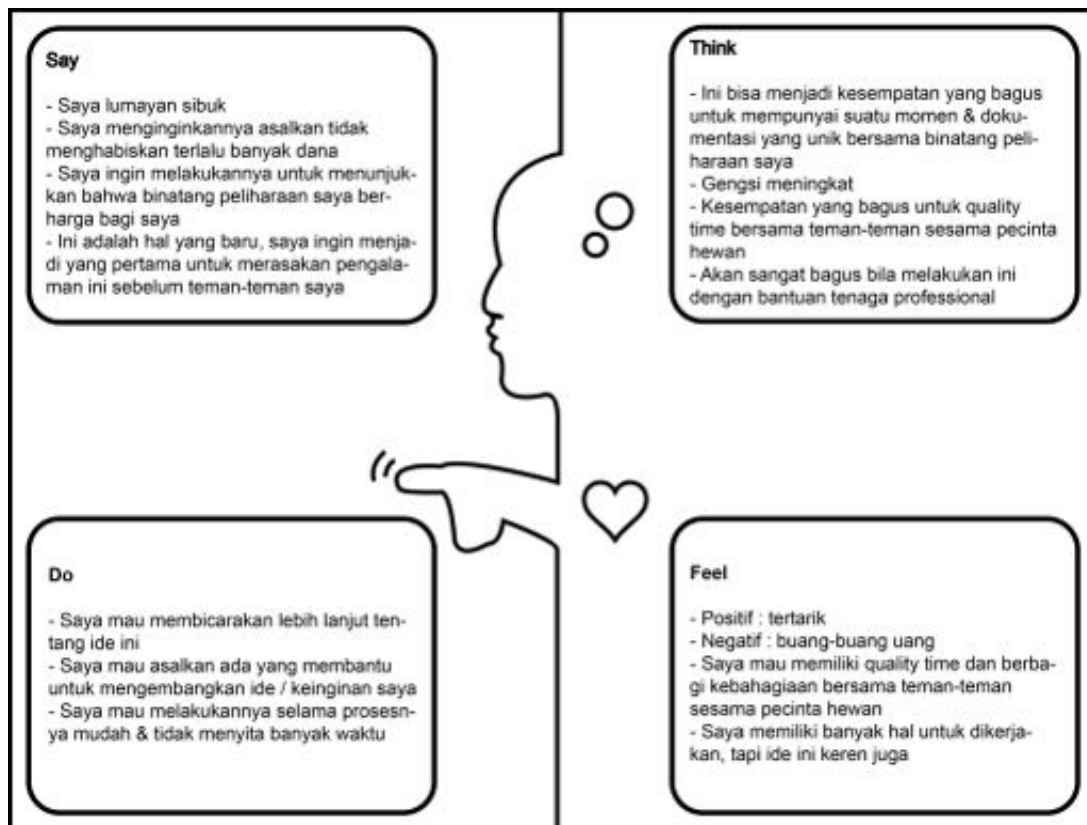 Say
- Saya lumayan sibuk
- Saya menginginkannya asalkan tidak
menghabiskan terlalu banyak dana
- Saya ingin melakukannya untuk menunjuk-
kan bahwa binatang peliharaan saya ber-
harga bagi saya
- Ini adalah hal yang baru, saya ingin menja-
di yang pertama untuk merasakan pengala-
man ini sebelum teman-teman saya
Think
- Ini bisa menjadi kesempatan yang bagus
untuk mempunyai suatu momen & doku-
mentasi yang unik bersama binatang peli-
haraan saya
- Gengsi meningkat
- Kesempatan yang bagus untuk quality
time bersama teman-teman sesama pecinta
hewan
- Akan sangat bagus bila melakukan ini
dengan bantuan tenaga professional
Do
- Saya mau membicarakan lebih lanjut ten-
tang ide ini
- Saya mau asalkan ada yang membantu
untuk mengembangkan ide / keinginan saya
- Saya mau melakukannya selama prosesn-
ya mudah & tidak menyita banyak waktu
Feel
- Positif : tertarik
- Negatif : buang-buang uang
- Saya mau memiliki quality time dan berba-
gi kebahagiaan bersama teman-teman
sesama pecinta hewan
- Saya memiliki banyak hal untuk dikerja-
kan, tapi ide ini keren juga